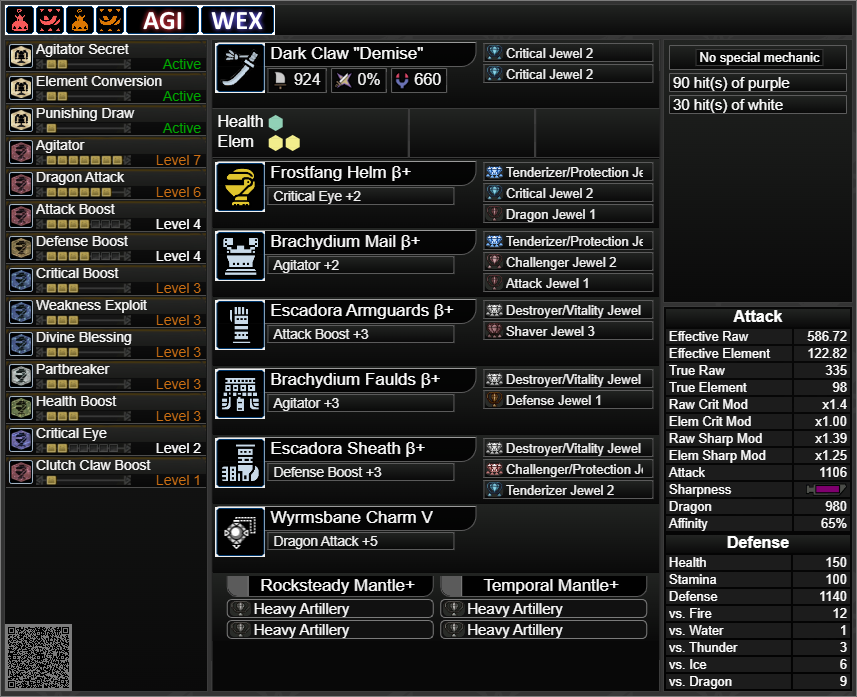 AGI WEX
Agitator Secret
Active
Element Conversion
Active
Punishing Draw
Active
Agitator
Level 7
Dragon Attack
Level 6
Attack Boost
Level 4
Defense Boost
Level 4
Critical Boost
Level 3
Weakness Exploit
Level 3
Divine Blessing
Level 3
Partbreaker
Level 3
Health Boost
Level 3
Critical Eye
Level 2
Clutch Claw Boost
Level 1
Dark Claw "Demise"
924 0% 660
Critical Jewel 2
Critical Jewel 2
Health
Elem
Frostfang Helm β+
Critical Eye +2
Tenderizer/Protection Je
Critical Jewel 2
Dragon Jewel 1
Brachydium Mail β+
Agitator +2
Tenderizer/Protection Je
Challenger Jewel 2
Attack Jewel 1
Escadora Armguards β+
Attack Boost +3
Destroyer/Vitality Jewel
Shaver Jewel 3
Brachydium Faulds β+
Agitator +3
Destroyer/Vitality Jewel
Defense Jewel 1
Escadora Sheath β+
Defense Boost +3
Destroyer/Vitality Jewel
Challenger/Protection Je
Tenderizer Jewel 2
Wyrmsbane Charm V
Dragon Attack +5
Rocksteady Mantle+
Heavy Artillery
Heavy Artillery
Temporal Mantle+
Heavy Artillery
Heavy Artillery
No special mechanic
90 hit(s) of purple
30 hit(s) of white
Attack
Effective Raw 586.72
Effective Element 122.82
True Raw 335
True Element 98
Raw Crit Mod x1.4
Elem Crit Mod x1.00
Raw Sharp Mod x1.39
Elem Sharp Mod x1.25
Attack 1106
Sharpness
Dragon 980
Affinity 65%
Defense
Health 150
Stamina 100
Defense 1140
vs. Fire 12
vs. Water 1
vs. Thunder 3
vs. Ice 6
vs. Dragon 9